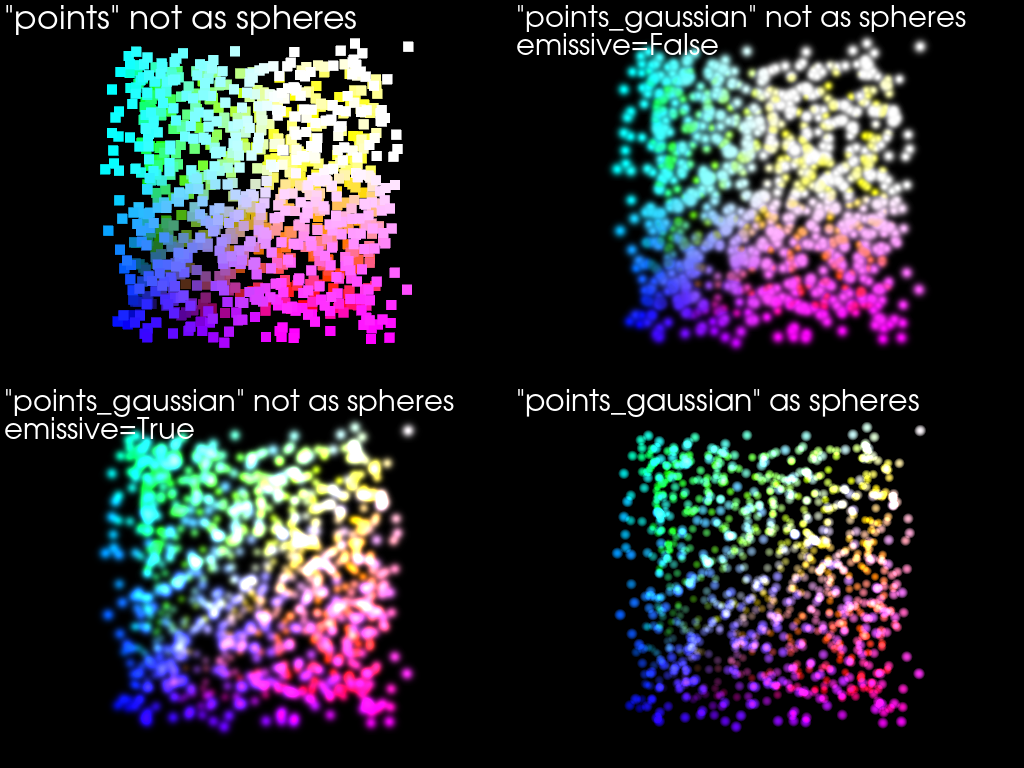 "points" not as spheres
"points_gaussian" not as spheres
emissive=False
"points_gaussian" not as spheres
emissive=True
"points_gaussian" as spheres